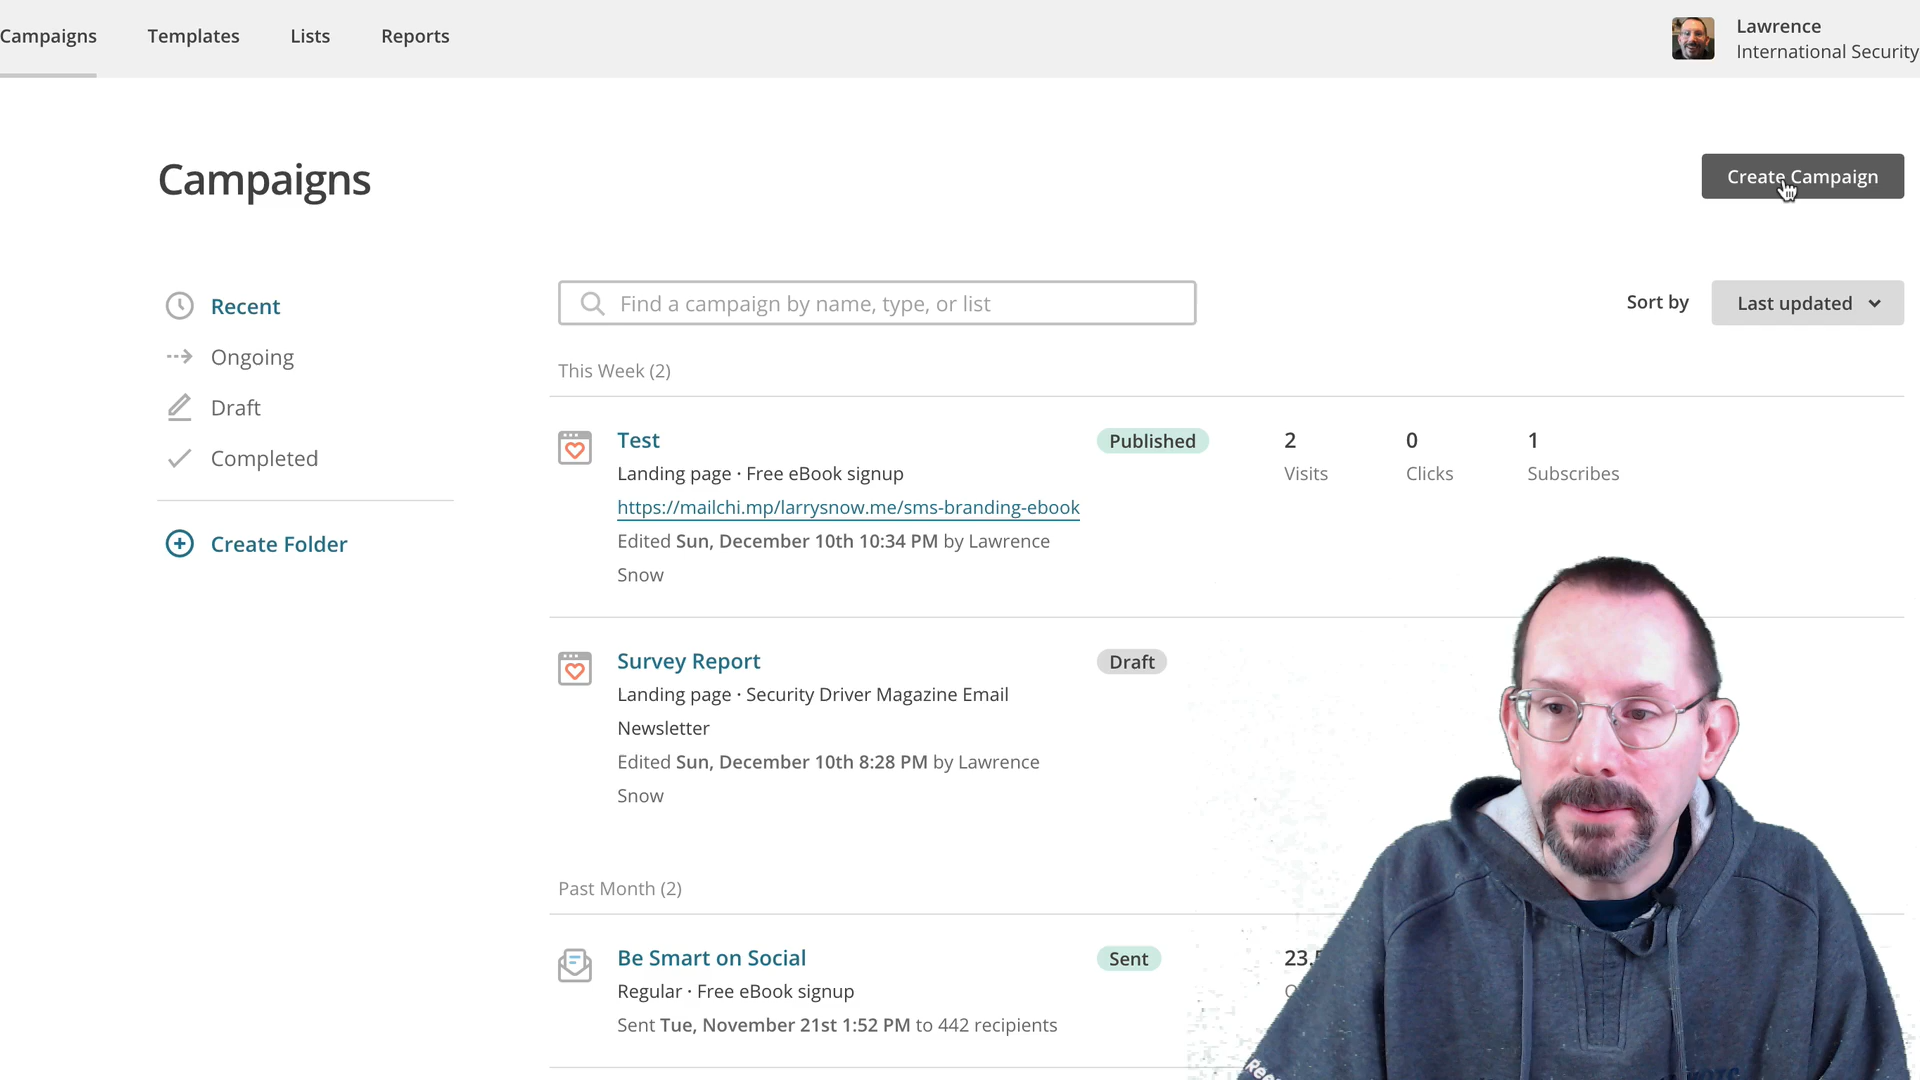 Campaigns Templates Lists Reports
Lawrence
International Security
Campaigns
Create Campaign
Recent
Ongoing
Draft
Completed
Create Folder
Find a campaign by name, type, or list
Sort by Last updated
This Week (2)
Test Published 2 0 1
Landing page · Free eBook signup Visits Clicks Subscribes
https://mailchi.mp/larrysnow.me/sms-branding-ebook
Edited Sun, December 10th 10:34 PM by Lawrence
Snow
Survey Report Draft
Landing page · Security Driver Magazine Email
Newsletter
Edited Sun, December 10th 8:28 PM by Lawrence
Snow
Past Month (2)
Be Smart on Social Sent 23.
Regular · Free eBook signup
Sent Tue, November 21st 1:52 PM to 442 recipients